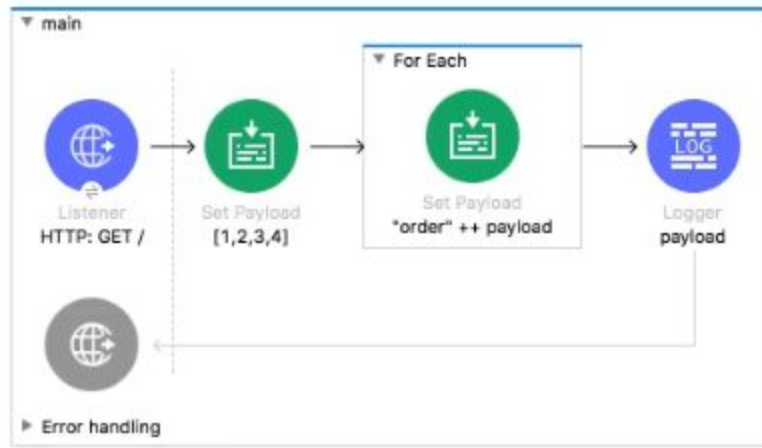 main
For Each
Listener
HTTP: GET /
Set Payload
[1,2,3,4]
Set Payload
"order" ++ payload
LOG
Logger
payload
Error handling